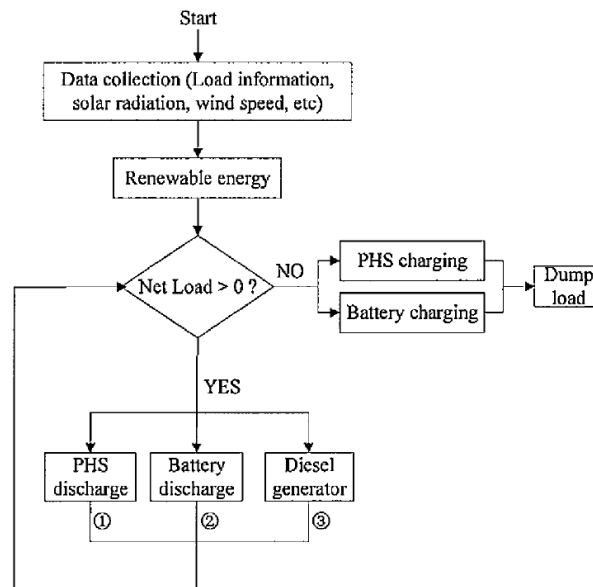 Start
Data collection (Load information,
solar radiation, wind speed, etc)
Renewable energy
Net Load > 0 ?
NO
PHS charging
Battery charging
Dump
load
YES
PHS
discharge
Battery
discharge
Diesel
generator
①
②
③